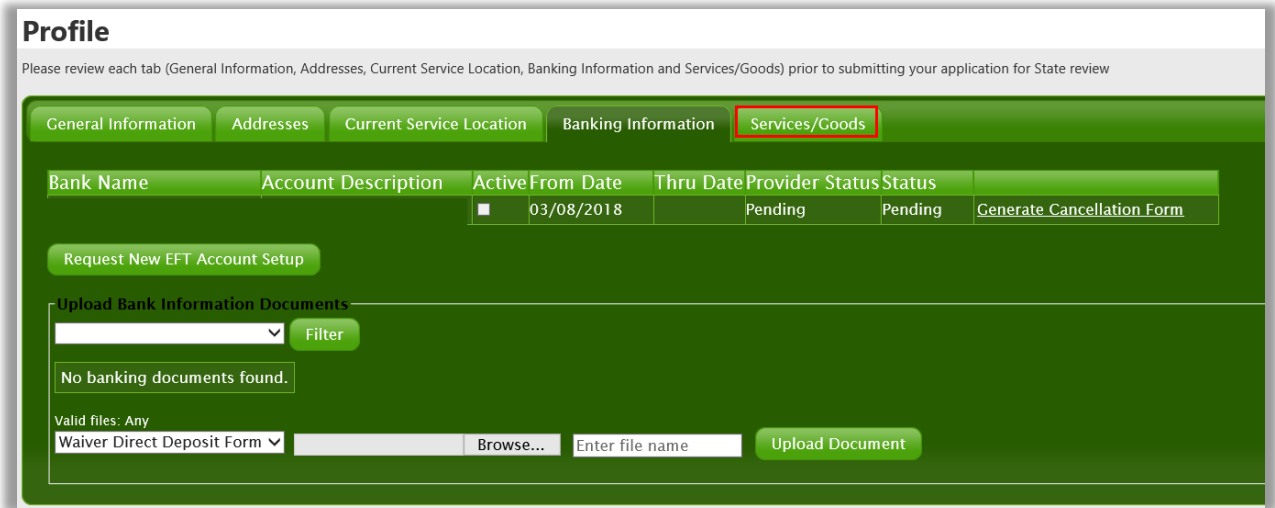 Profile
Please review each tab (General Information, Addresses, Current Service Location, Banking Information and Services/Goods) prior to submitting your application for State review
General Information Addresses Current Service Location Banking Information Services/Goods
Bank Name Account Description Active From Date Thru Date Provider Status Status
03/08/2018 Pending Pending Generate Cancellation Form
Request New EFT Account Setup
Upload Bank Information Documents
Filter
No banking documents found.
Valid files: Any
Waiver Direct Deposit Form Browse... Enter file name Upload Document